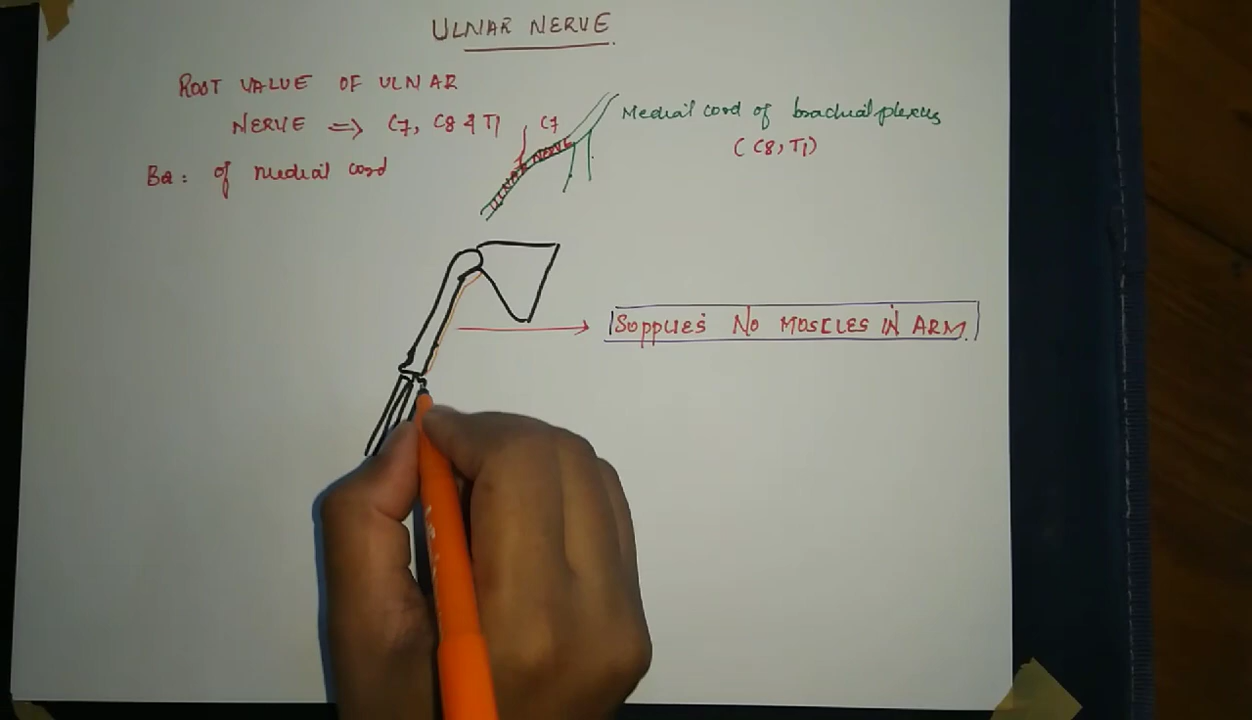 ULNAR NERVE
ROOT VALUE OF ULNAR
NERVE => C7, C8 & T1
C7
Medial cord of brachial plexus
(C8, T1)
Ba: of medial cord
ULNAR NERVE
Supplies NO MUSCLES IN ARM.